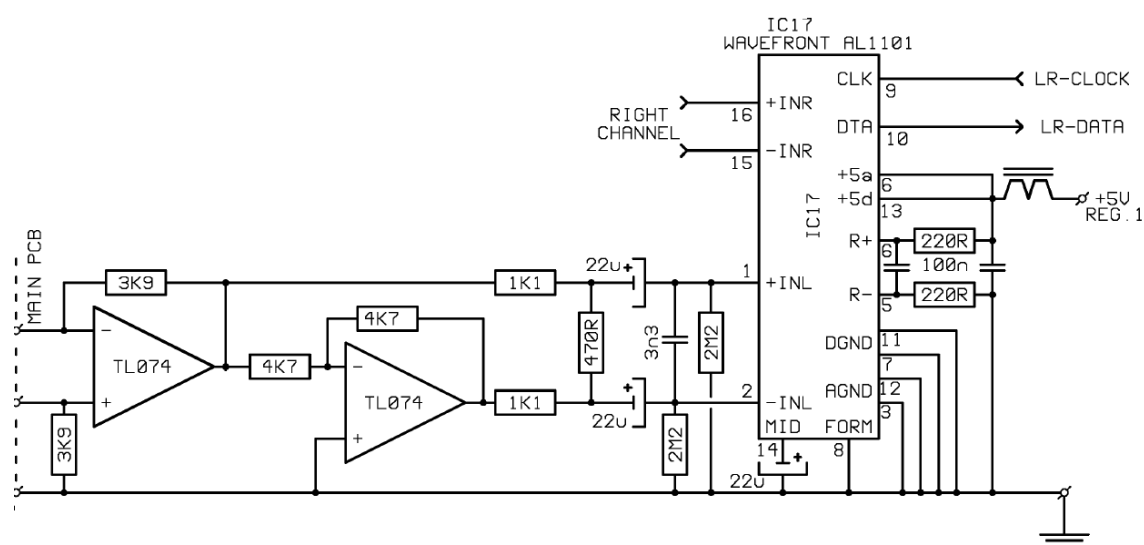 IC17
WAVEFRONT AL1101
CLK
9
LR-CLOCK
+INR
16
RIGHT
CHANNEL
DTA
10
LR-DATA
-INR
15
+5a
6
+5d
13
+5V
REG.1
IC17
MAIN PCB
R+
6
220R
100n
R-
5
220R
3K9
1K1
22u
+
1
+INL
-
TL074
+
4K7
4K7
-
TL074
+
470R
3n3
2M2
DGND
11
7
1K1
+
22u
2
-INL
AGND
12
3
3K9
2M2
MID
FORM
14
+
22u
8